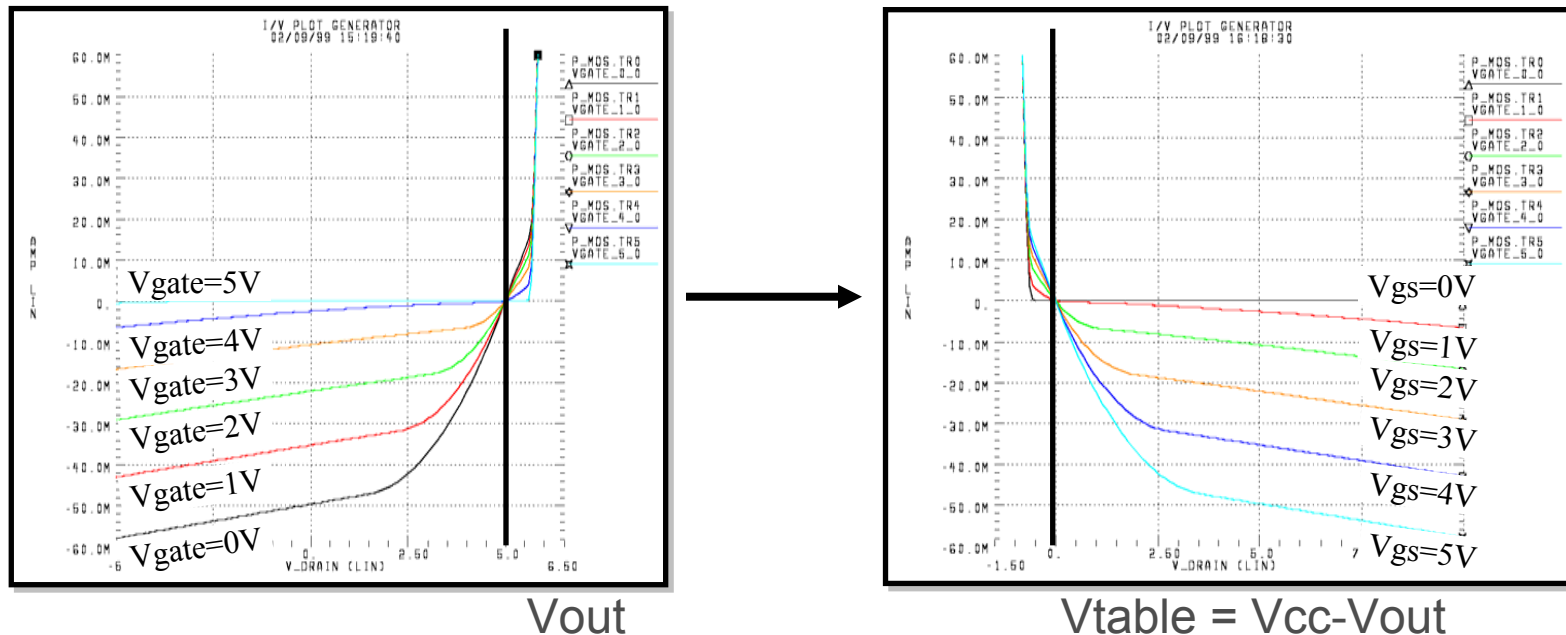 I/V PLOT GENERATOR
02/09/99 15:19:40
60.0M
50.0M
40.0M
30.0M
20.0M
10.0M
0.
-10.0M
-20.0M
-30.0M
-40.0M
-50.0M
-60.0M
AMP LIN
P_MOS.TR0
VGATE_0_0
P_MOS.TR1
VGATE_1_0
P_MOS.TR2
VGATE_2_0
P_MOS.TR3
VGATE_3_0
P_MOS.TR4
VGATE_4_0
P_MOS.TR5
VGATE_5_0
Vgate=5V
Vgate=4V
Vgate=3V
Vgate=2V
Vgate=1V
Vgate=0V
-5
0.
2.50
5.0
6.50
V_DRAIN (LIN)
Vout
I/V PLOT GENERATOR
02/09/99 16:18:30
60.0M
50.0M
40.0M
30.0M
20.0M
10.0M
0.
-10.0M
-20.0M
-30.0M
-40.0M
-50.0M
-60.0M
AMP LIN
P_MOS.TR0
VGATE_0_0
P_MOS.TR1
VGATE_1_0
P_MOS.TR2
VGATE_2_0
P_MOS.TR3
VGATE_3_0
P_MOS.TR4
VGATE_4_0
P_MOS.TR5
VGATE_5_0
Vgs=0V
Vgs=1V
Vgs=2V
Vgs=3V
Vgs=4V
Vgs=5V
-1.50
0.
2.50
5.0
7
V_DRAIN (LIN)
Vtable = Vcc-Vout